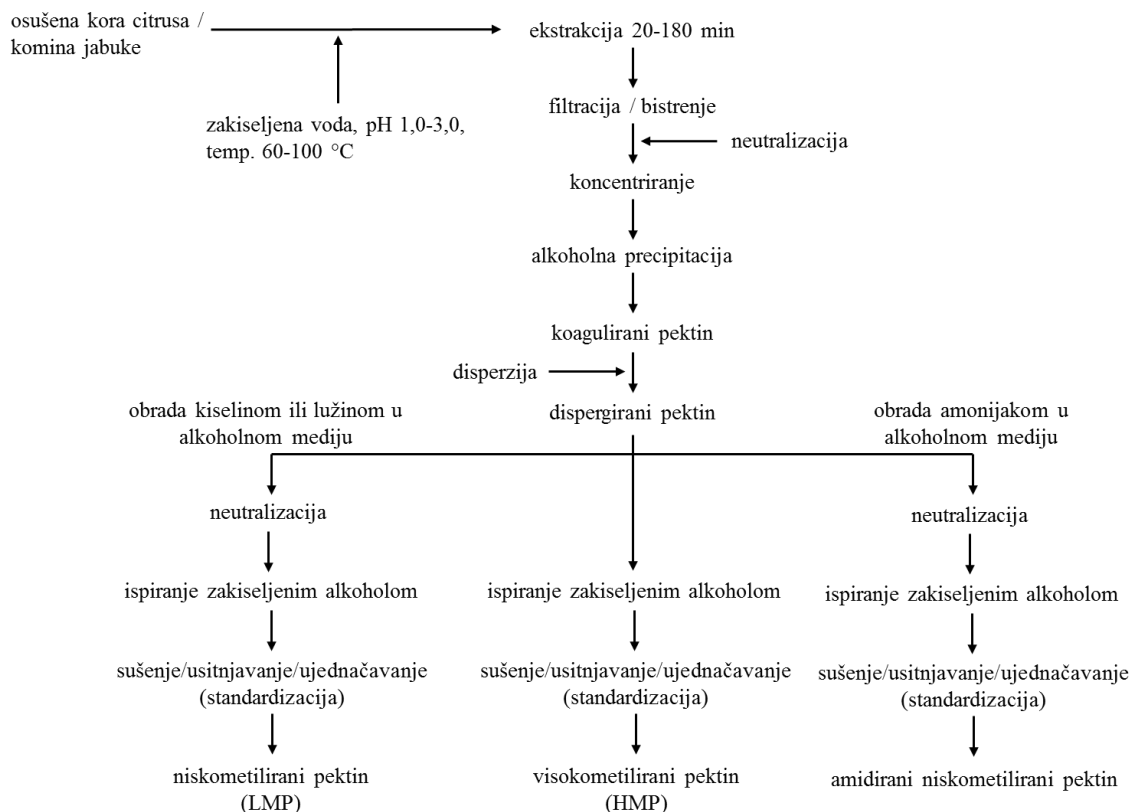 osušena kora citrusa /
komina jabuke
ekstrakcija 20-180 min
zakiseljena voda, pH 1,0-3,0,
temp. 60-100 °C
filtracija / bistrenje
neutralizacija
koncentriranje
alkoholna precipitacija
koagulirani pektin
disperzija
dispergirani pektin
obrada kiselinom ili lužinom u
alkoholnom mediju
obrada amonijakom u
alkoholnom mediju
neutralizacija
ispiranje zakiseljenim alkoholom
sušenje/usitnjavanje/ujednačavanje
(standardizacija)
niskometilirani pektin
(LMP)
ispiranje zakiseljenim alkoholom
sušenje/usitnjavanje/ujednačavanje
(standardizacija)
visokometilirani pektin
(HMP)
neutralizacija
ispiranje zakiseljenim alkoholom
sušenje/usitnjavanje/ujednačavanje
(standardizacija)
amidirani niskometilirani pektin